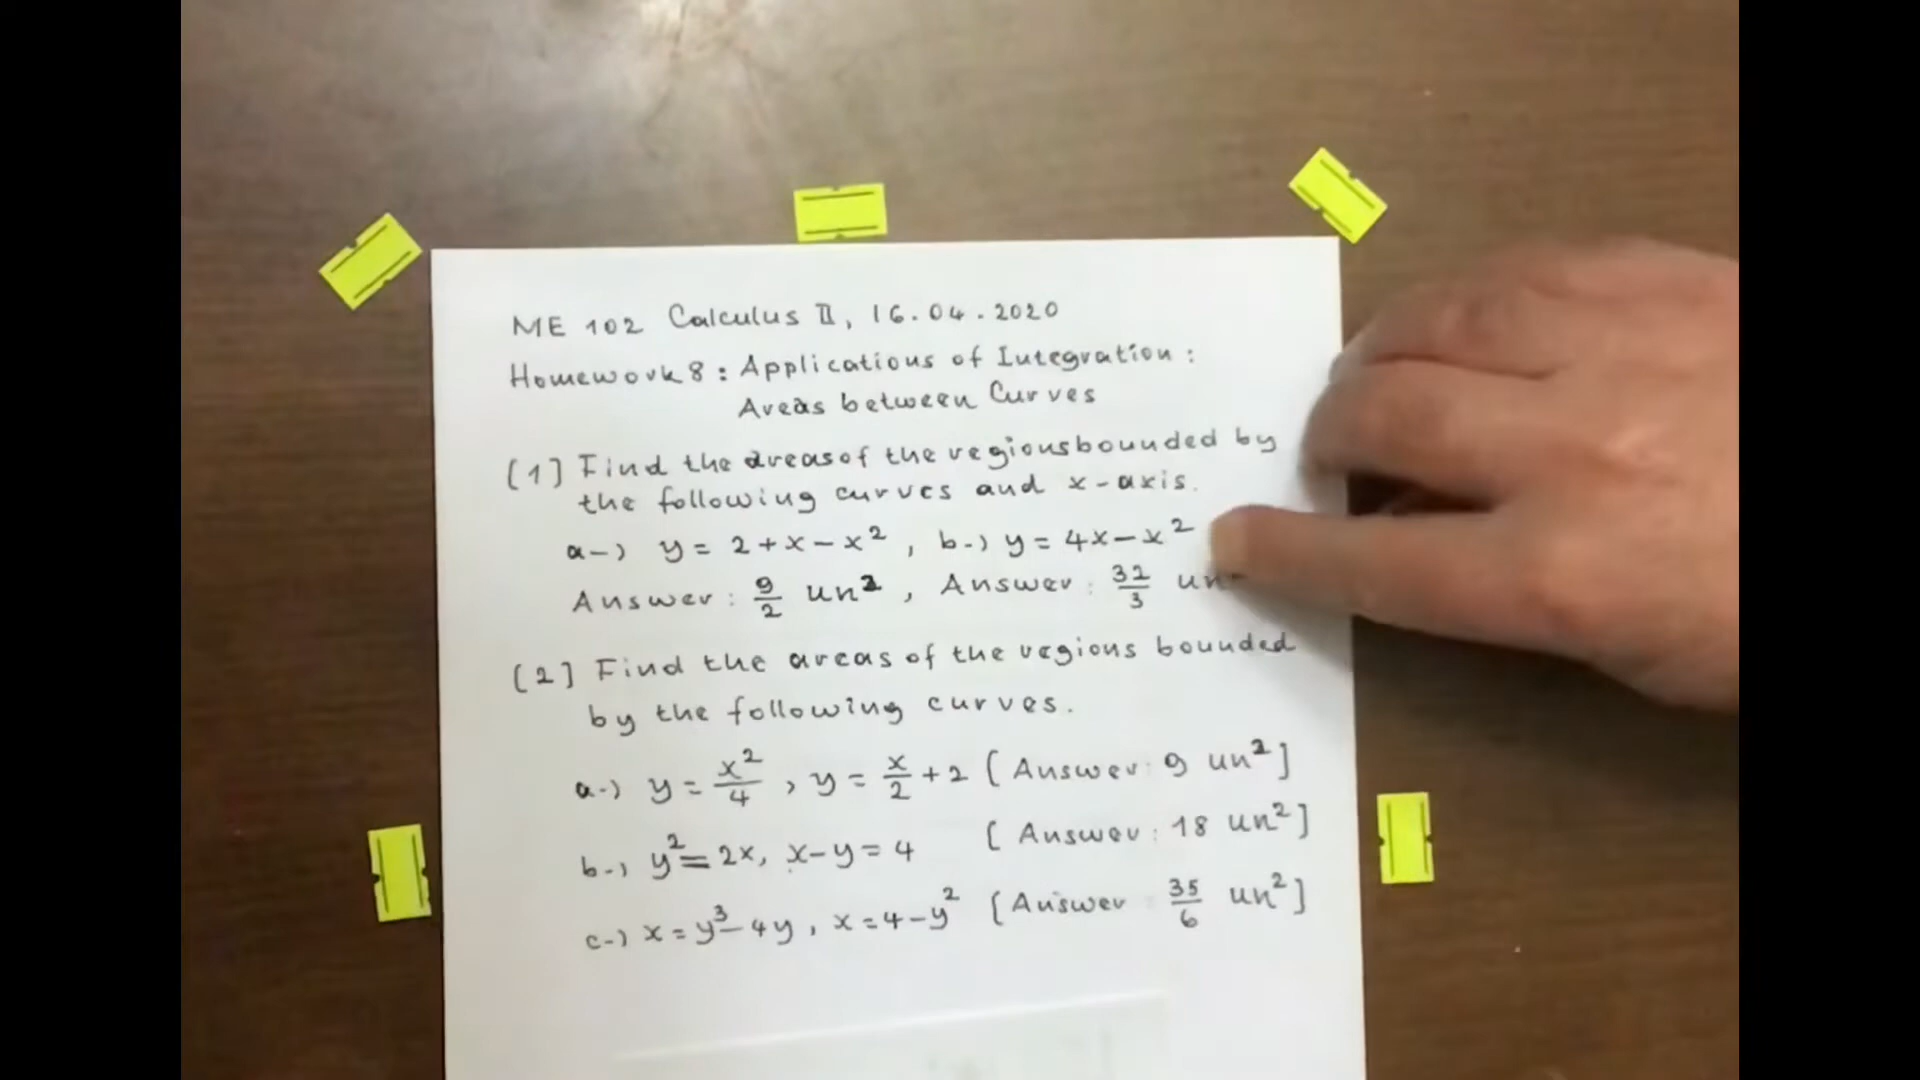 ME 102 Calculus II, 16.04.2020
Homework 8: Applications of Integration:
Areas between Curves
[1] Find the areas of the regions bounded by
the following curves and x-axis.
a-) y = 2+x-x², b-) y = 4x-x²
Answer: 9/2 un², Answer: 32/3 un²
[2] Find the areas of the regions bounded
by the following curves.
a-) y = x²/4, y = x/2 + 2 [Answer: 9 un²]
b-) y² = 2x, x-y = 4 [Answer: 18 un²]
c-) x = y³-4y, x = 4-y² [Answer 35/6 un²]